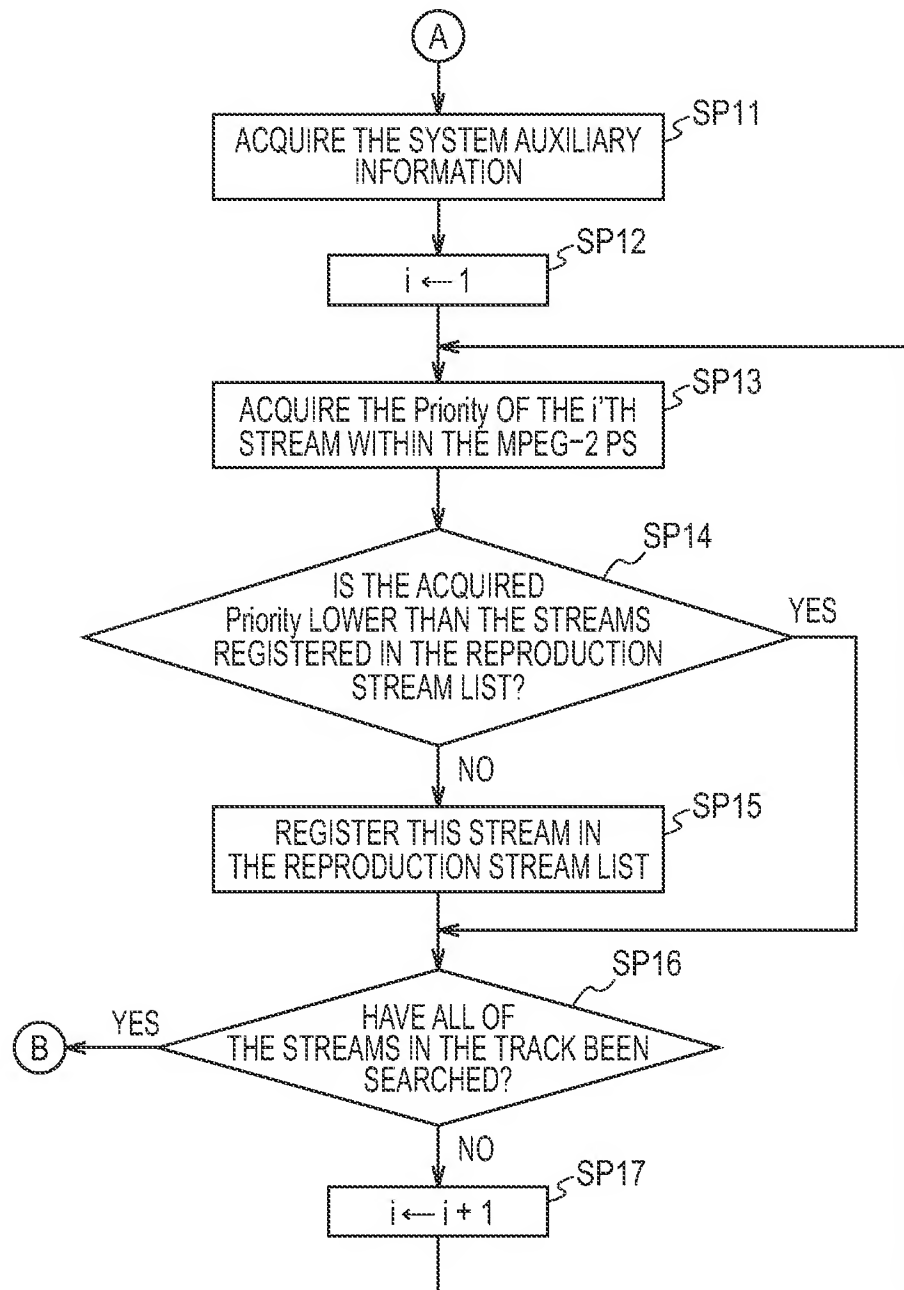 A
SP11
ACQUIRE THE SYSTEM AUXILIARY
INFORMATION
SP12
i ← 1
SP13
ACQUIRE THE Priority OF THE i'TH
STREAM WITHIN THE MPEG-2 PS
SP14
IS THE ACQUIRED
Priority LOWER THAN THE STREAMS
REGISTERED IN THE REPRODUCTION
STREAM LIST?
YES
NO
SP15
REGISTER THIS STREAM IN
THE REPRODUCTION STREAM LIST
SP16
HAVE ALL OF
THE STREAMS IN THE TRACK BEEN
SEARCHED?
YES
B
NO
SP17
i ← i + 1